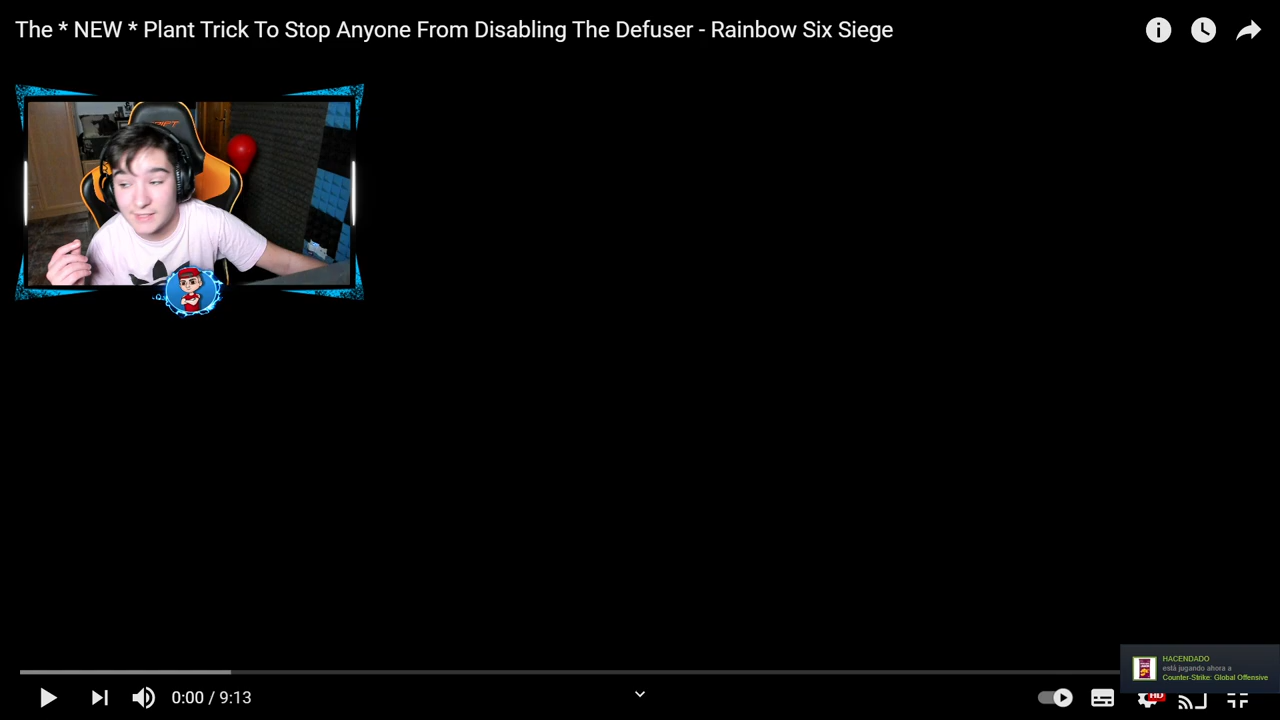 The * NEW * Plant Trick To Stop Anyone From Disabling The Defuser - Rainbow Six Siege
0:00 / 9:13
HD
HACENDADO
está jugando ahora a
Counter-Strike: Global Offensive